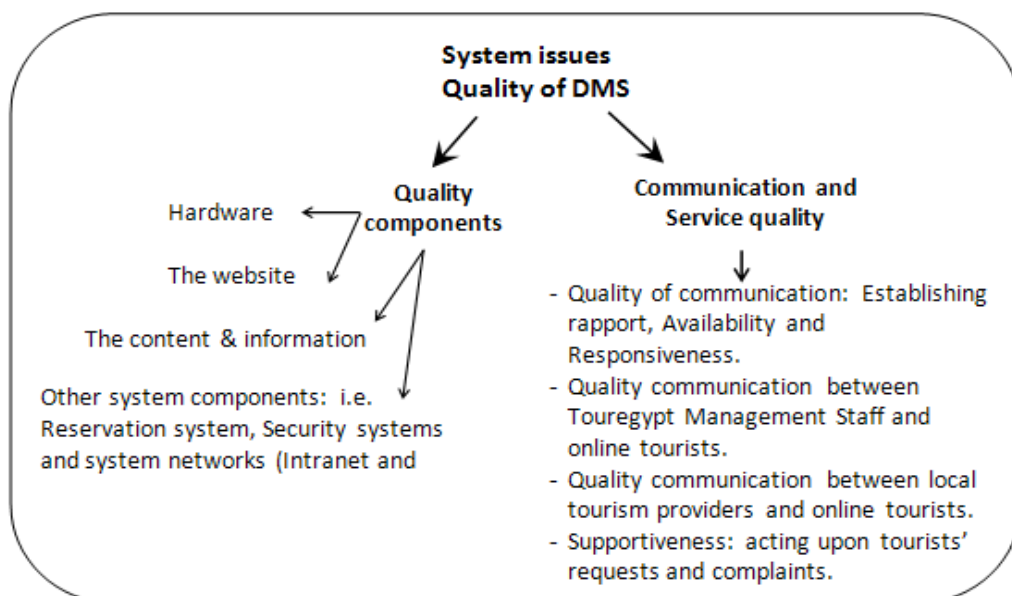 System issues
Quality of DMS
Quality
components
Hardware
The website
The content & information
Other system components: i.e.
Reservation system, Security systems
and system networks (Intranet and
Communication and
Service quality
- Quality of communication: Establishing
rapport, Availability and
Responsiveness.
- Quality communication between
Touregypt Management Staff and
online tourists.
- Quality communication between local
tourism providers and online tourists.
- Supportiveness: acting upon tourists’
requests and complaints.